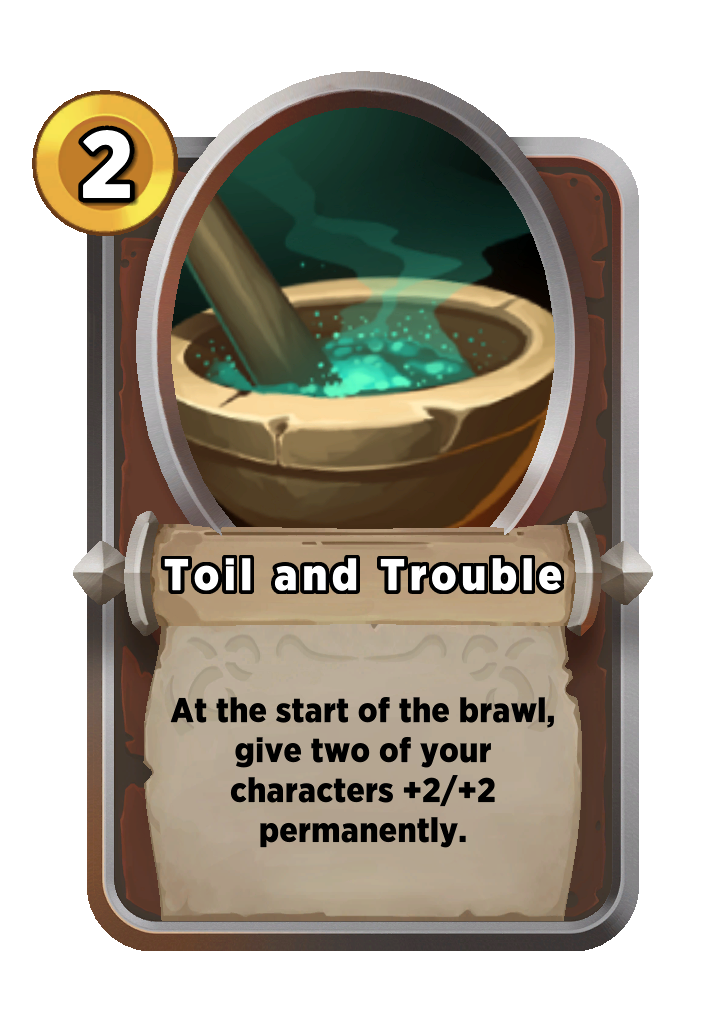 2
Toil and Trouble
At the start of the brawl,
give two of your
characters +2/+2
permanently.